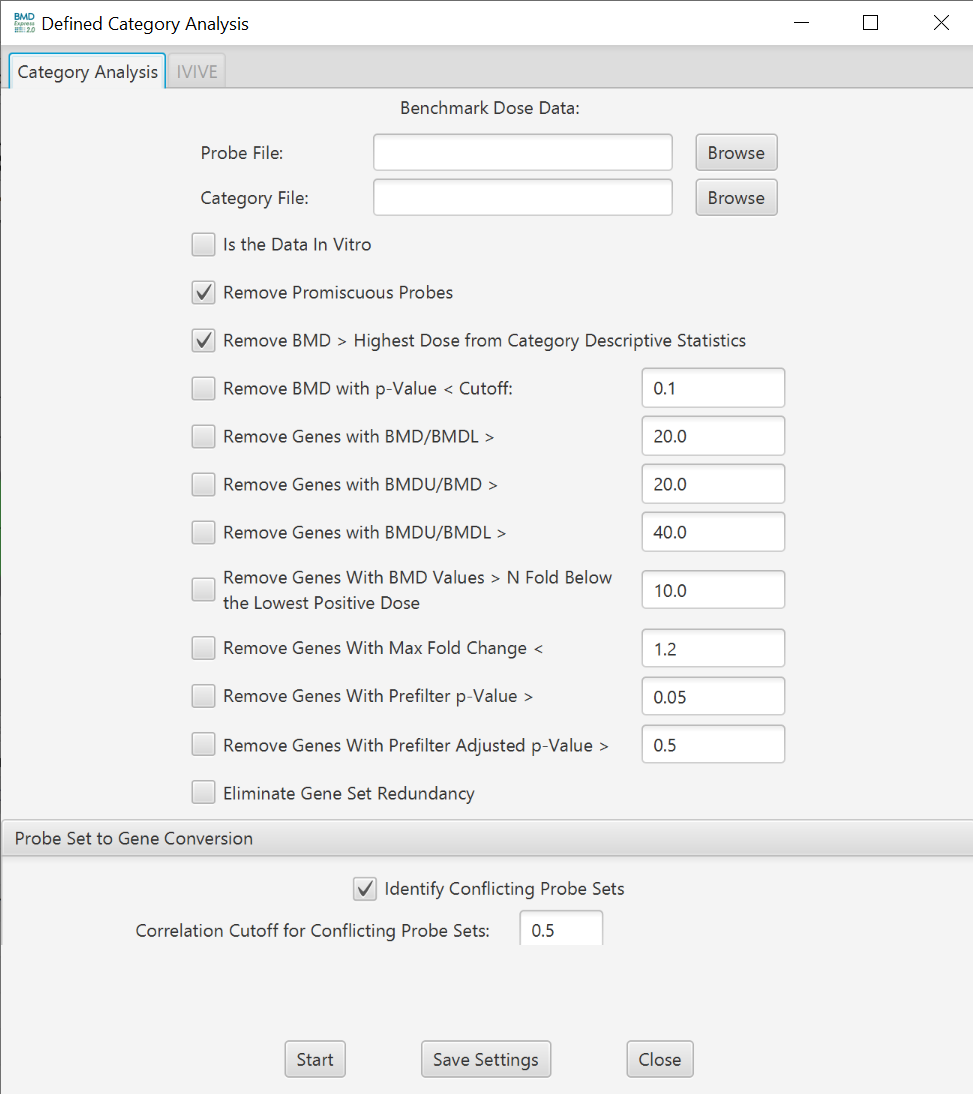 BMD
Express
2.0
Defined Category Analysis
Category Analysis
IVIVE
Benchmark Dose Data:
Probe File:
Browse
Category File:
Browse
Is the Data In Vitro
Remove Promiscuous Probes
Remove BMD > Highest Dose from Category Descriptive Statistics
Remove BMD with p-Value < Cutoff:
0.1
Remove Genes with BMD/BMDL >
20.0
Remove Genes with BMDU/BMD >
20.0
Remove Genes with BMDU/BMDL >
40.0
Remove Genes With BMD Values > N Fold Below
the Lowest Positive Dose
10.0
Remove Genes With Max Fold Change <
1.2
Remove Genes With Prefilter p-Value >
0.05
Remove Genes With Prefilter Adjusted p-Value >
0.5
Eliminate Gene Set Redundancy
Probe Set to Gene Conversion
Identify Conflicting Probe Sets
Correlation Cutoff for Conflicting Probe Sets:
0.5
Start
Save Settings
Close